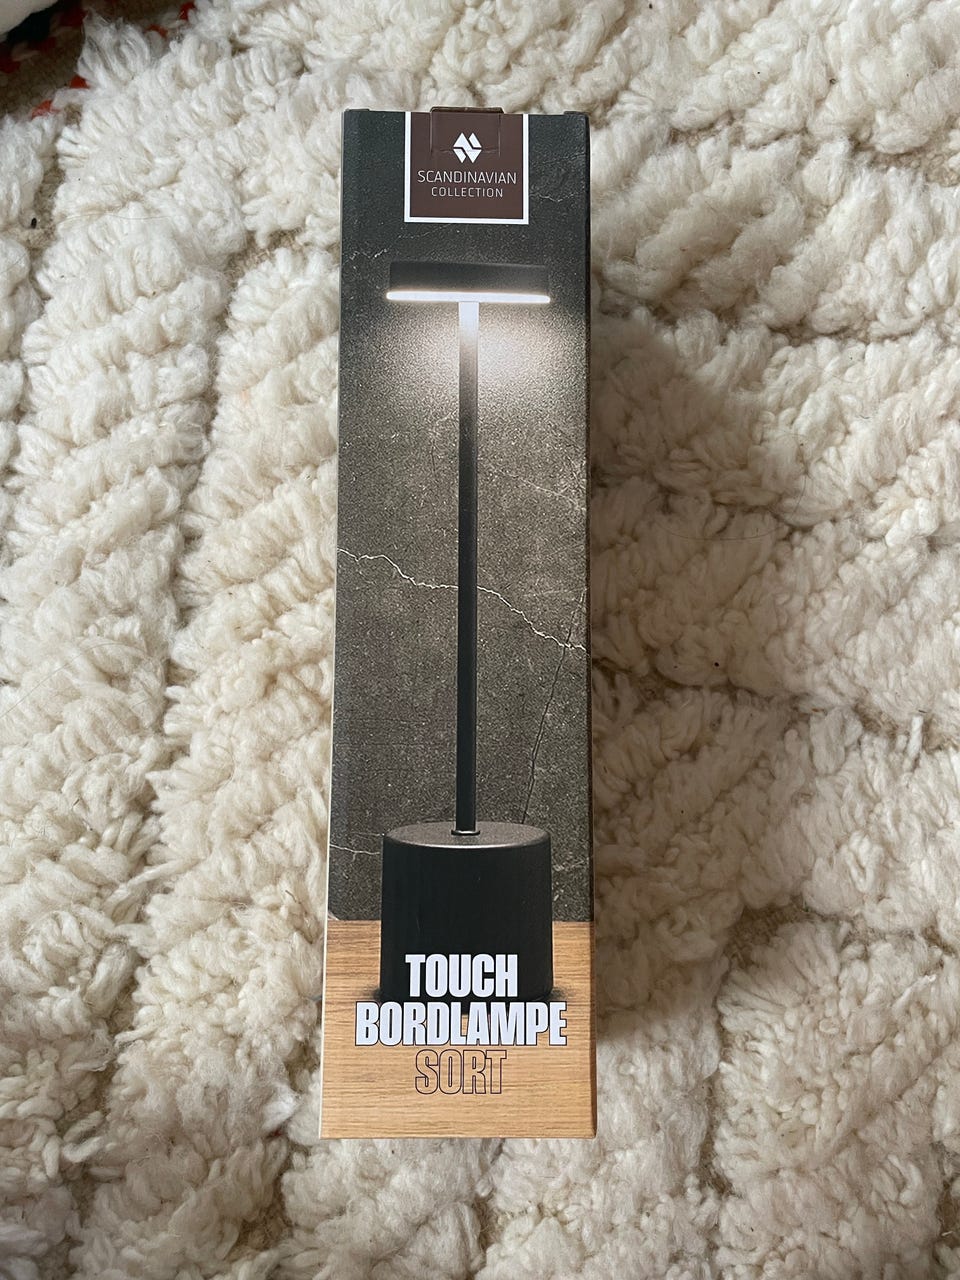 SCANDINAVIAN
COLLECTION
TOUCH
BORDLAMPE
SORT